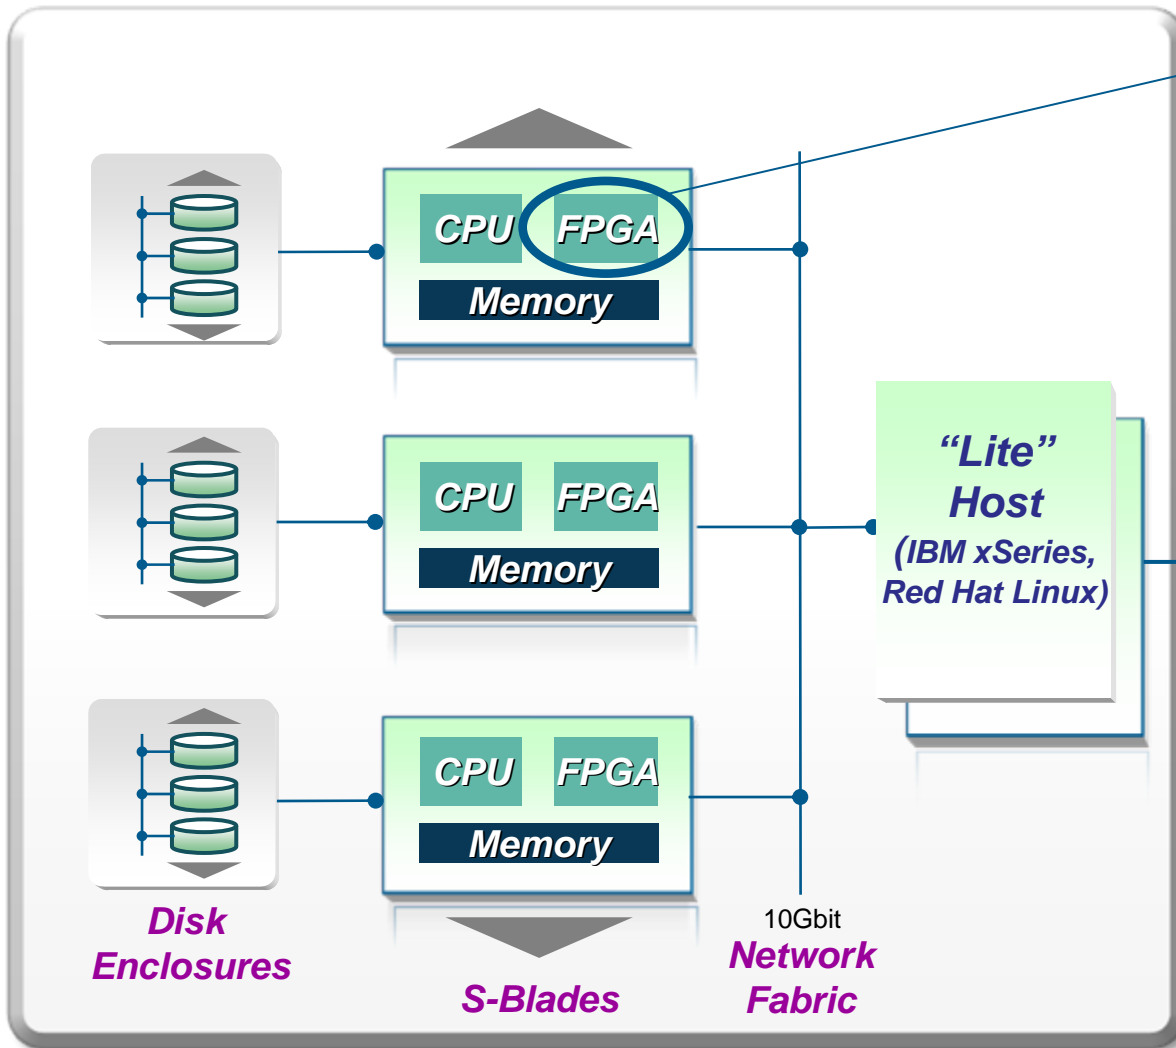 CPU FPGA
Memory
CPU FPGA
Memory
CPU FPGA
Memory
“Lite”
Host
(IBM xSeries,
Red Hat Linux)
Disk
Enclosures
S-Blades
10Gbit
Network
Fabric